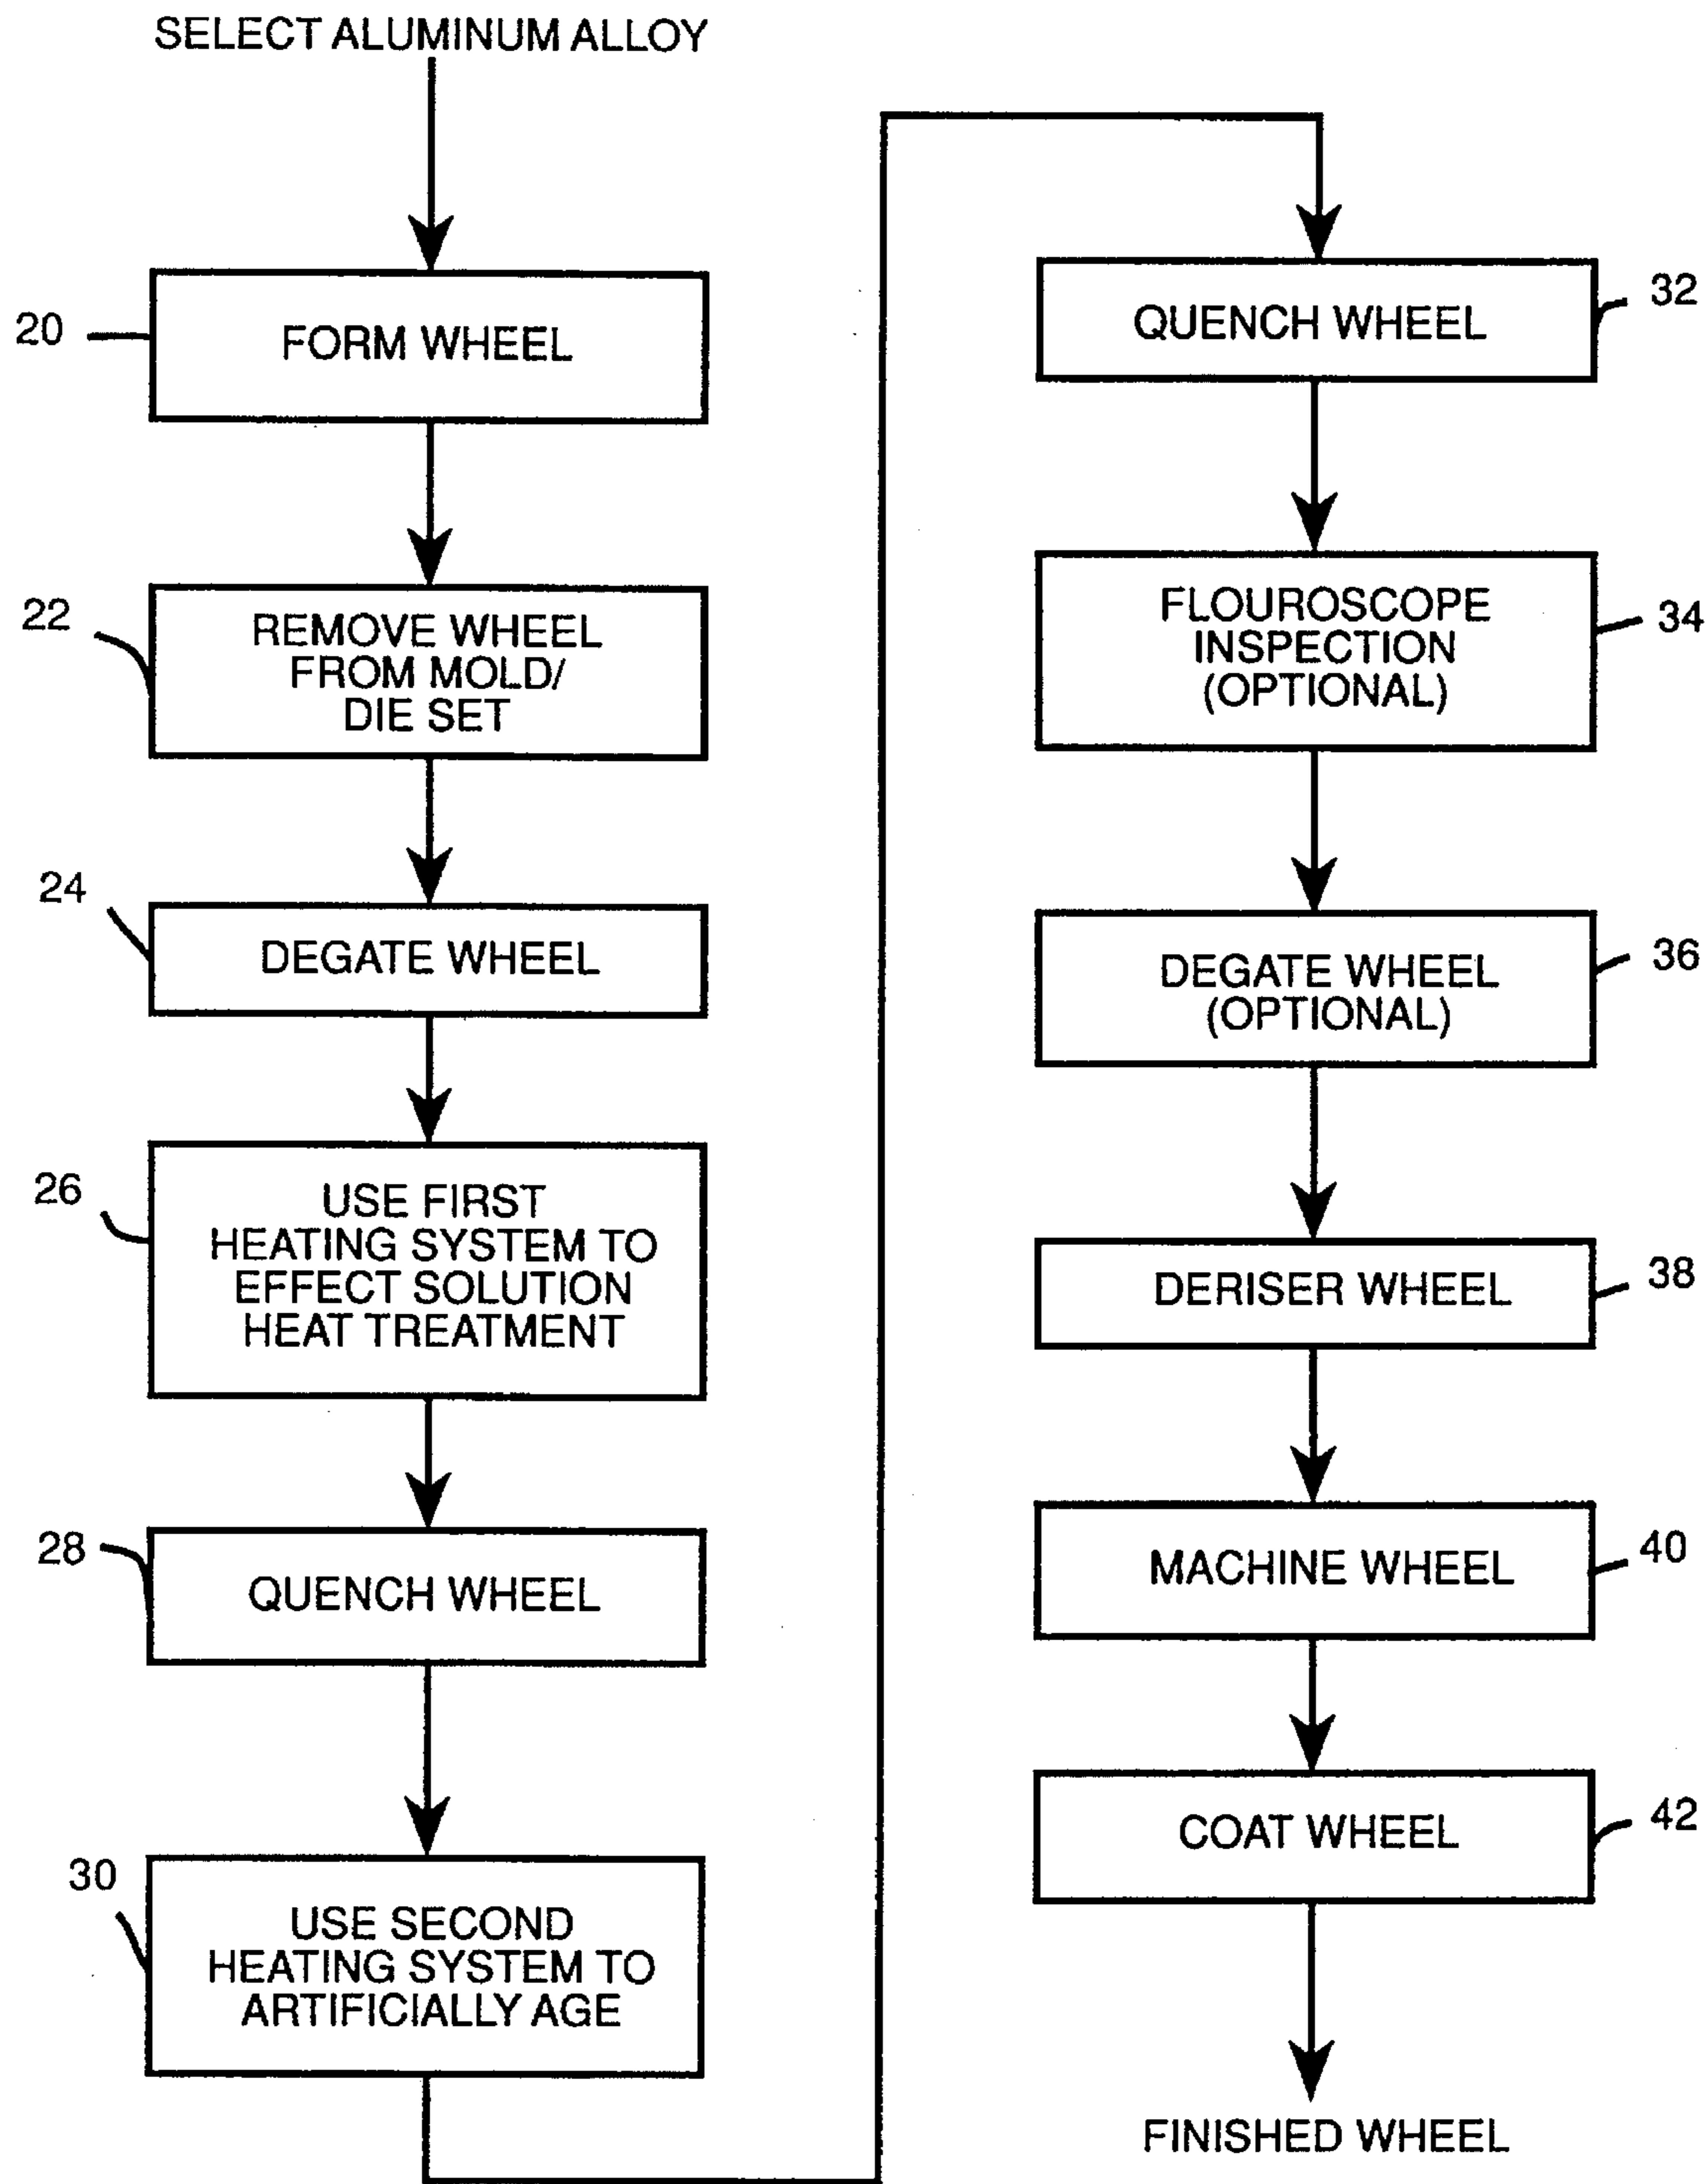 SELECT ALUMINUM ALLOY
20
FORM WHEEL
22
REMOVE WHEEL
FROM MOLD/
DIE SET
24
DEGATE WHEEL
26
USE FIRST
HEATING SYSTEM TO
EFFECT SOLUTION
HEAT TREATMENT
28
QUENCH WHEEL
30
USE SECOND
HEATING SYSTEM TO
ARTIFICIALLY AGE
QUENCH WHEEL
32
FLOUROSCOPE
INSPECTION
(OPTIONAL)
34
DEGATE WHEEL
(OPTIONAL)
36
DERISER WHEEL
38
MACHINE WHEEL
40
COAT WHEEL
42
FINISHED WHEEL